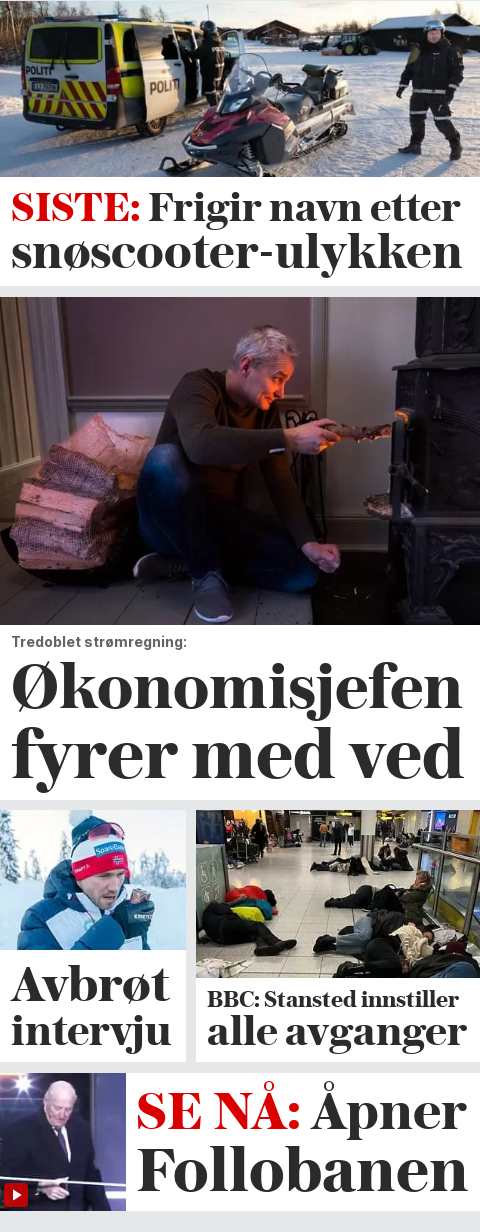 POLITI
POLITI
SISTE: Frigir navn etter
snøscooter-ulykken
Tredoblet strømregning:
Økonomisjefen
fyrer med ved
SpareBank
Avbrøt
intervju
BBC: Stansted innstiller
alle avganger
SE NÅ: Åpner
Follobanen